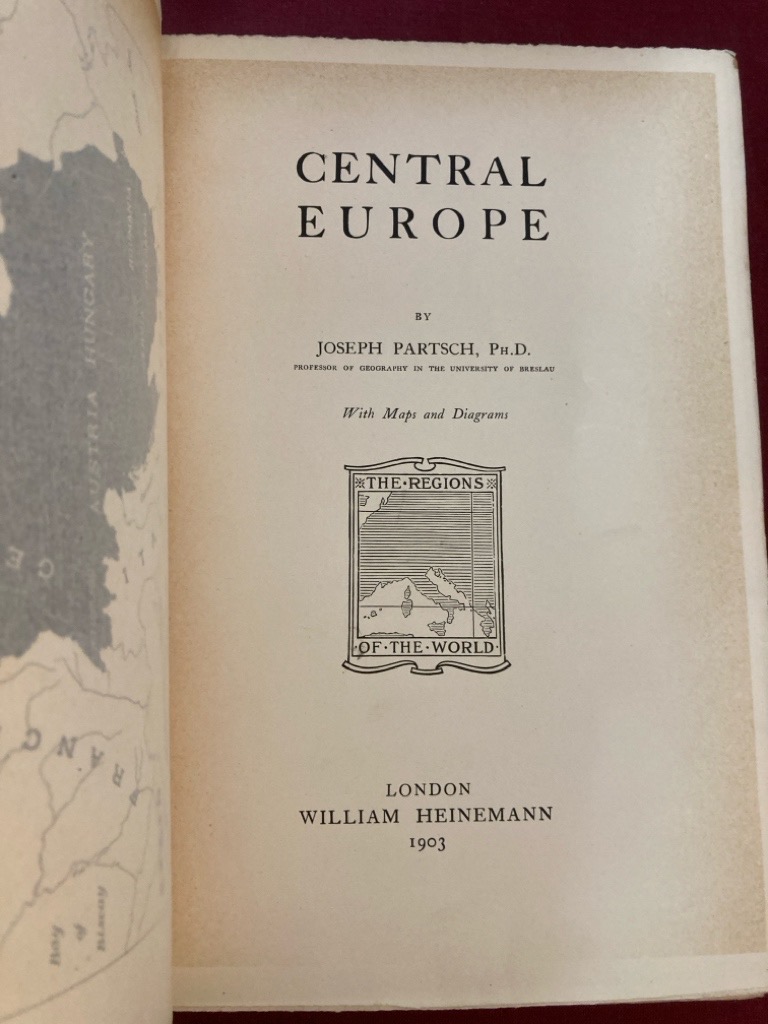 CENTRAL
EUROPE
BY
JOSEPH PARTSCH, PH.D.
PROFESSOR OF GEOGRAPHY IN THE UNIVERSITY OF BRESLAU
With Maps and Diagrams
THE·REGIONS
OF·THE·WORLD·
LONDON
WILLIAM HEINEMANN
1903
AUSTRIA HUNGARY
Bay
of
Biscay